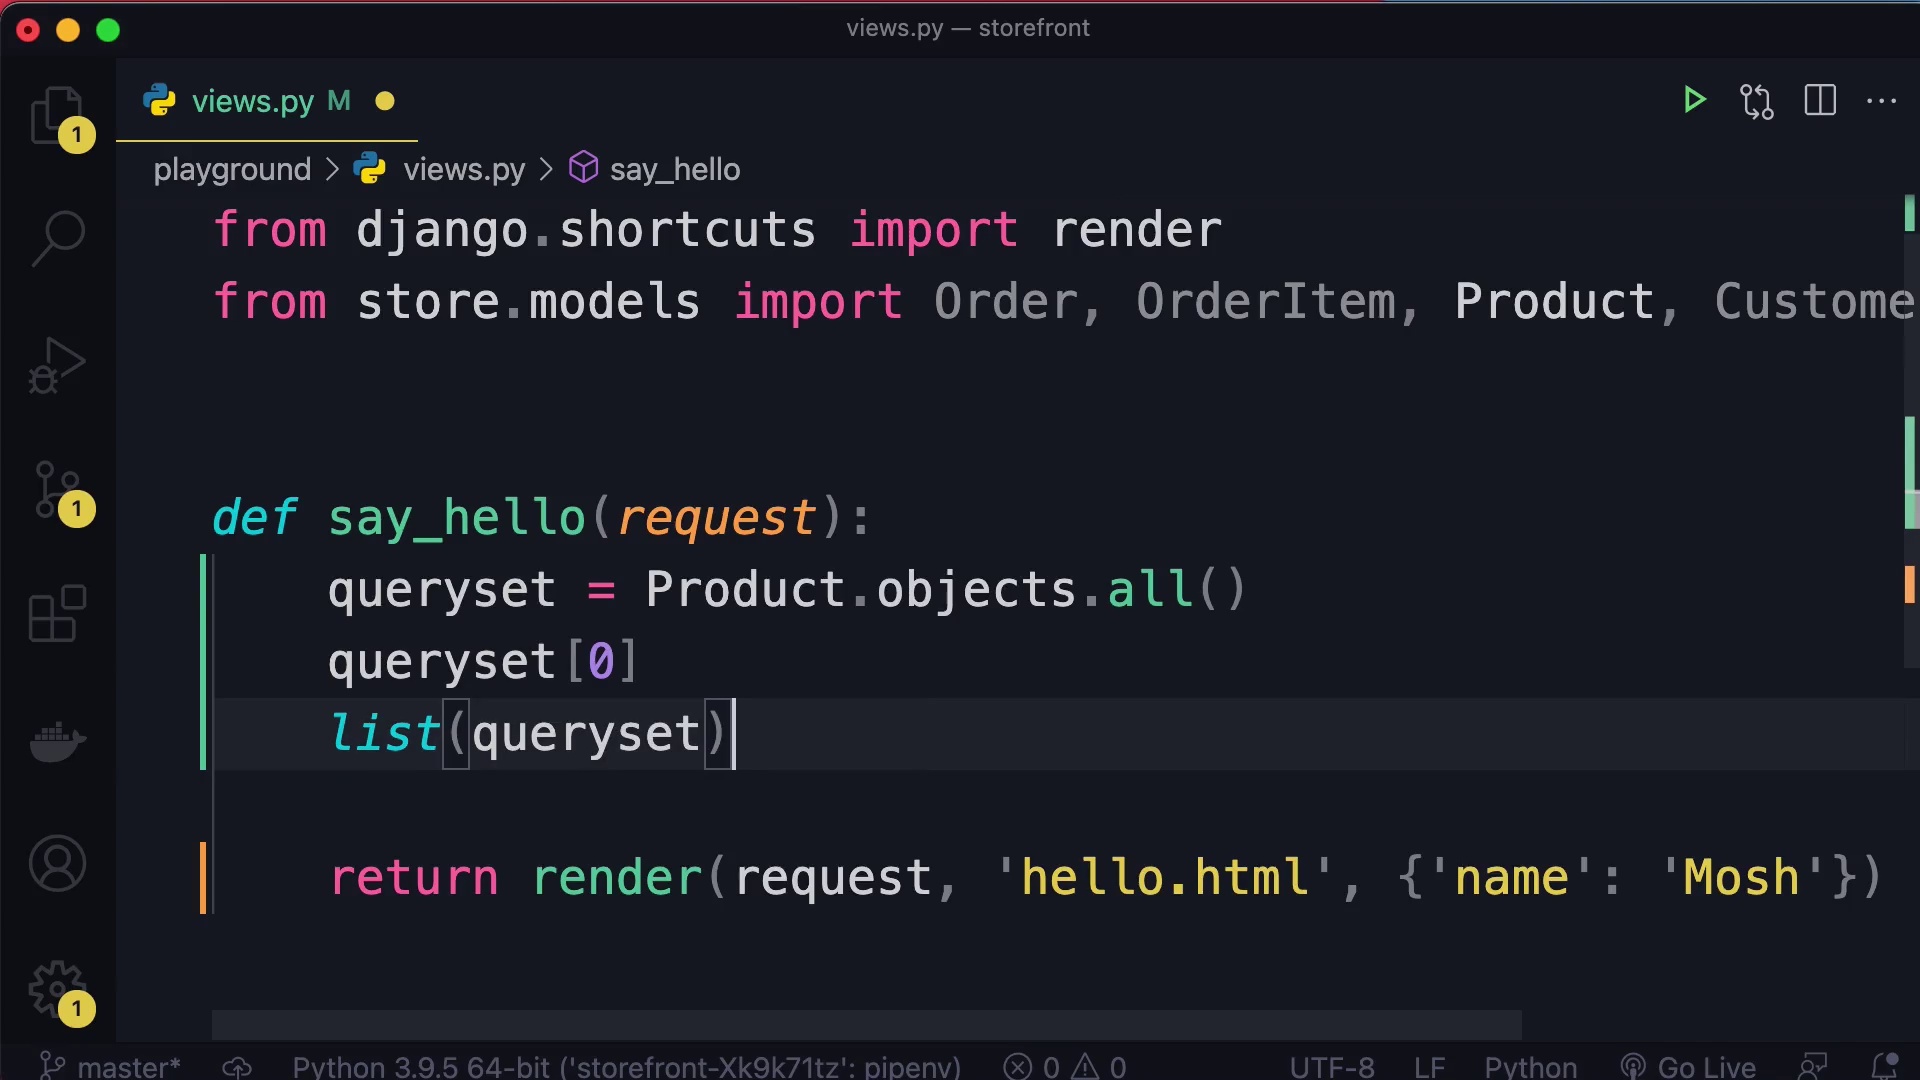 views.py — storefront
views.py M
1
playground > views.py > say_hello
from django.shortcuts import render
from store.models import Order, OrderItem, Product, Custome
def say_hello(request):
1
queryset = Product.objects.all()
queryset[0]
list(queryset)
return render(request, 'hello.html', {'name': 'Mosh'})
1
master* Python 3.9.5 64-bit ('storefront-Xk9k71tz': pipenv) 0 0 UTF-8 LF Python Go Live